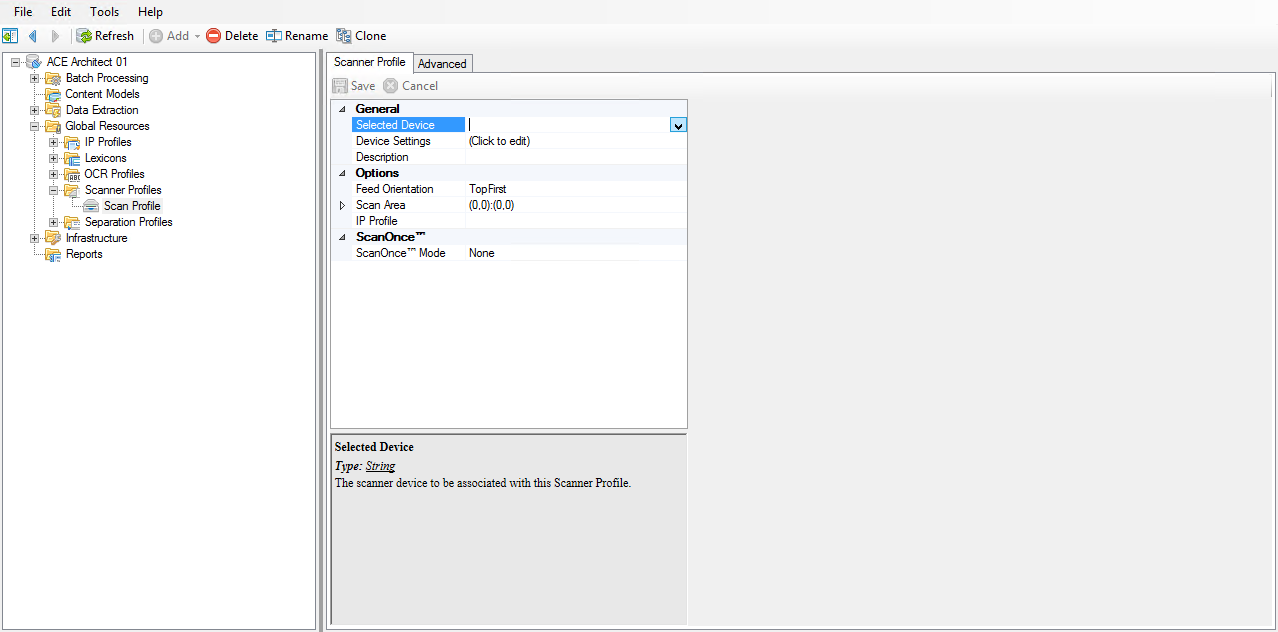 File Edit Tools Help
Refresh Add Delete Rename Clone
ACE Architect 01
Batch Processing
Content Models
Data Extraction
Global Resources
IP Profiles
Lexicons
OCR Profiles
Scanner Profiles
Scan Profile
Separation Profiles
Infrastructure
Reports
Scanner Profile Advanced
Save Cancel
General
Selected Device
Device Settings (Click to edit)
Description
Options
Feed Orientation TopFirst
Scan Area (0,0):(0,0)
IP Profile
ScanOnce™
ScanOnce™ Mode None
Selected Device
Type: String
The scanner device to be associated with this Scanner Profile.